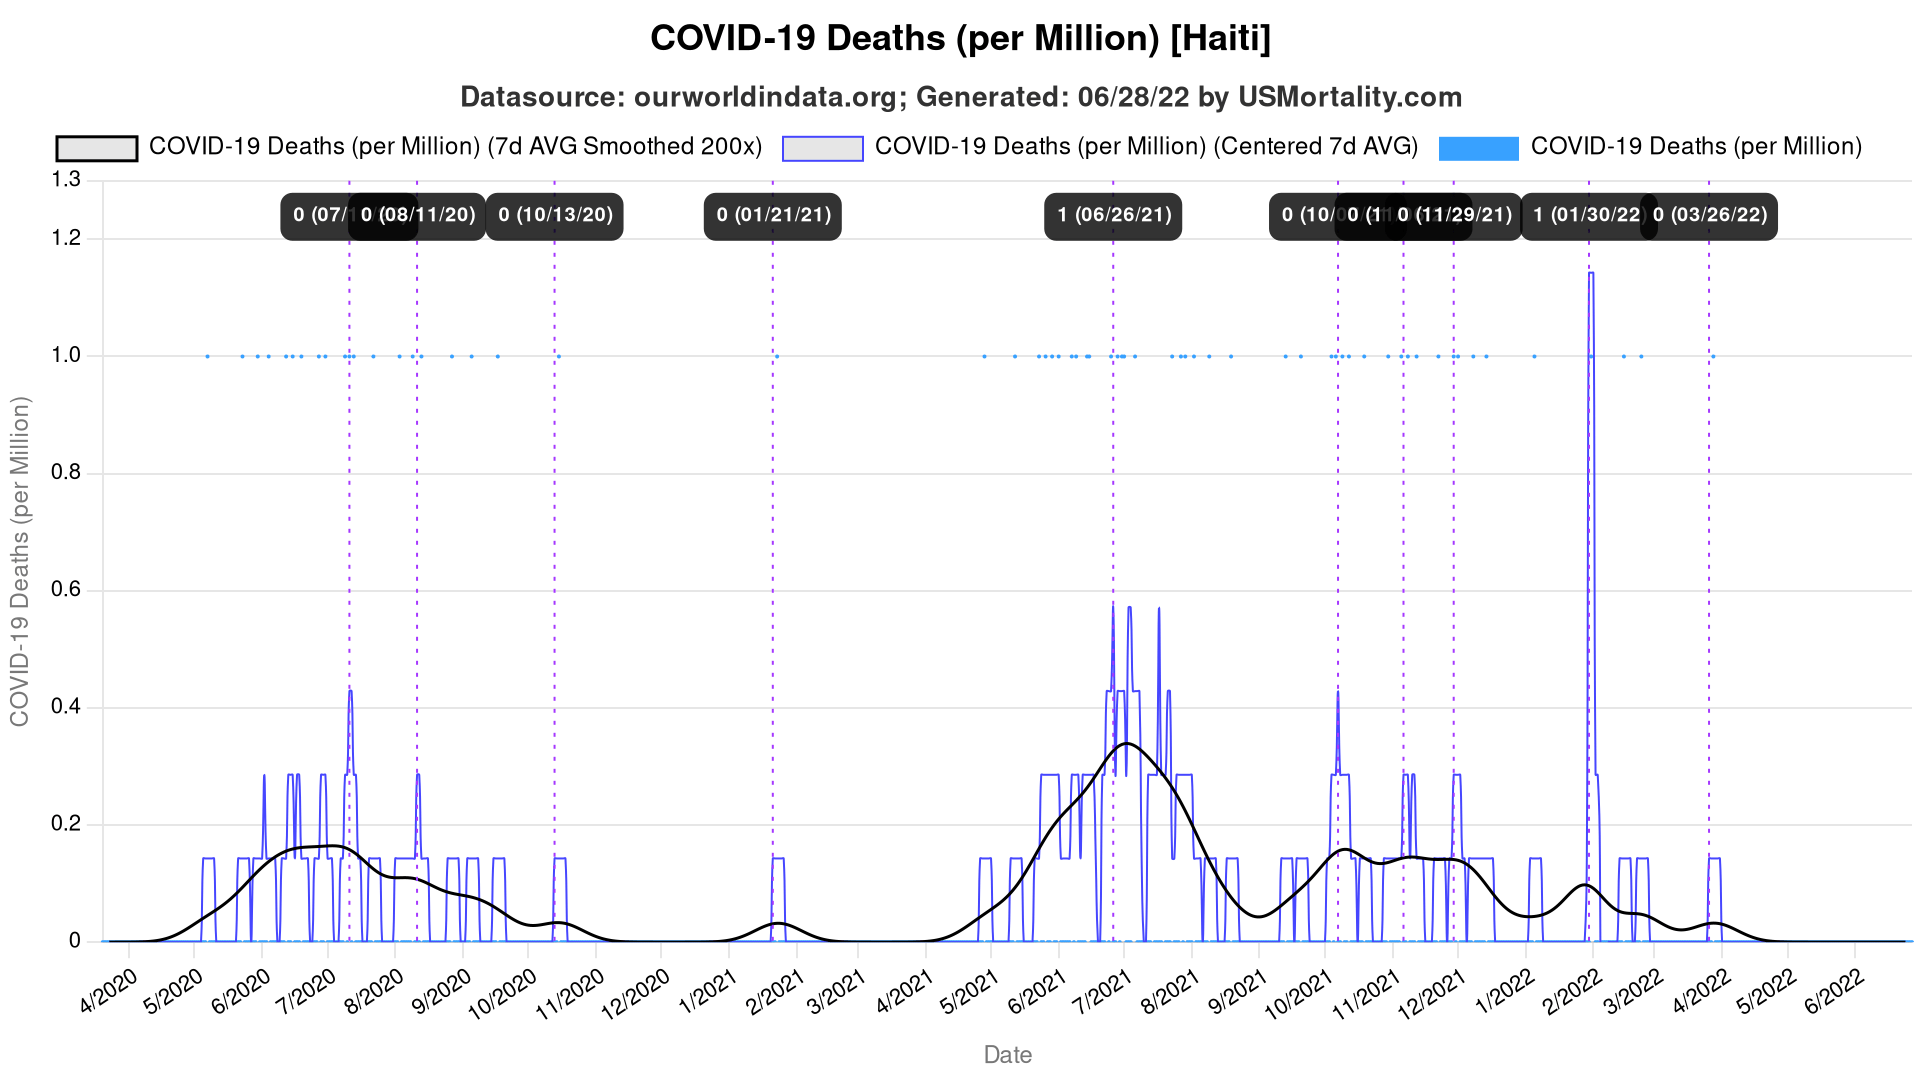 COVID-19 Deaths (per Million) [Haiti]
Datasource: ourworldindata.org; Generated: 06/28/22 by USMortality.com
COVID-19 Deaths (per Million) (7d AVG Smoothed 200x) COVID-19 Deaths (per Million) (Centered 7d AVG) COVID-19 Deaths (per Million)
1.3
0 (07/ 0 (08/11/20) 0 (10/13/20) 0 (01/21/21) 1 (06/26/21) 0 (10/ 0 (1 0 (11/29/21) 1 (01/30/22) 0 (03/26/22)
1.2
1.0
0.8
0.6
0.4
0.2
0
COVID-19 Deaths (per Million)
4/2020 5/2020 6/2020 7/2020 8/2020 9/2020 10/2020 11/2020 12/2020 1/2021 2/2021 3/2021 4/2021 5/2021 6/2021 7/2021 8/2021 9/2021 10/2021 11/2021 12/2021 1/2022 2/2022 3/2022 4/2022 5/2022 6/2022
Date